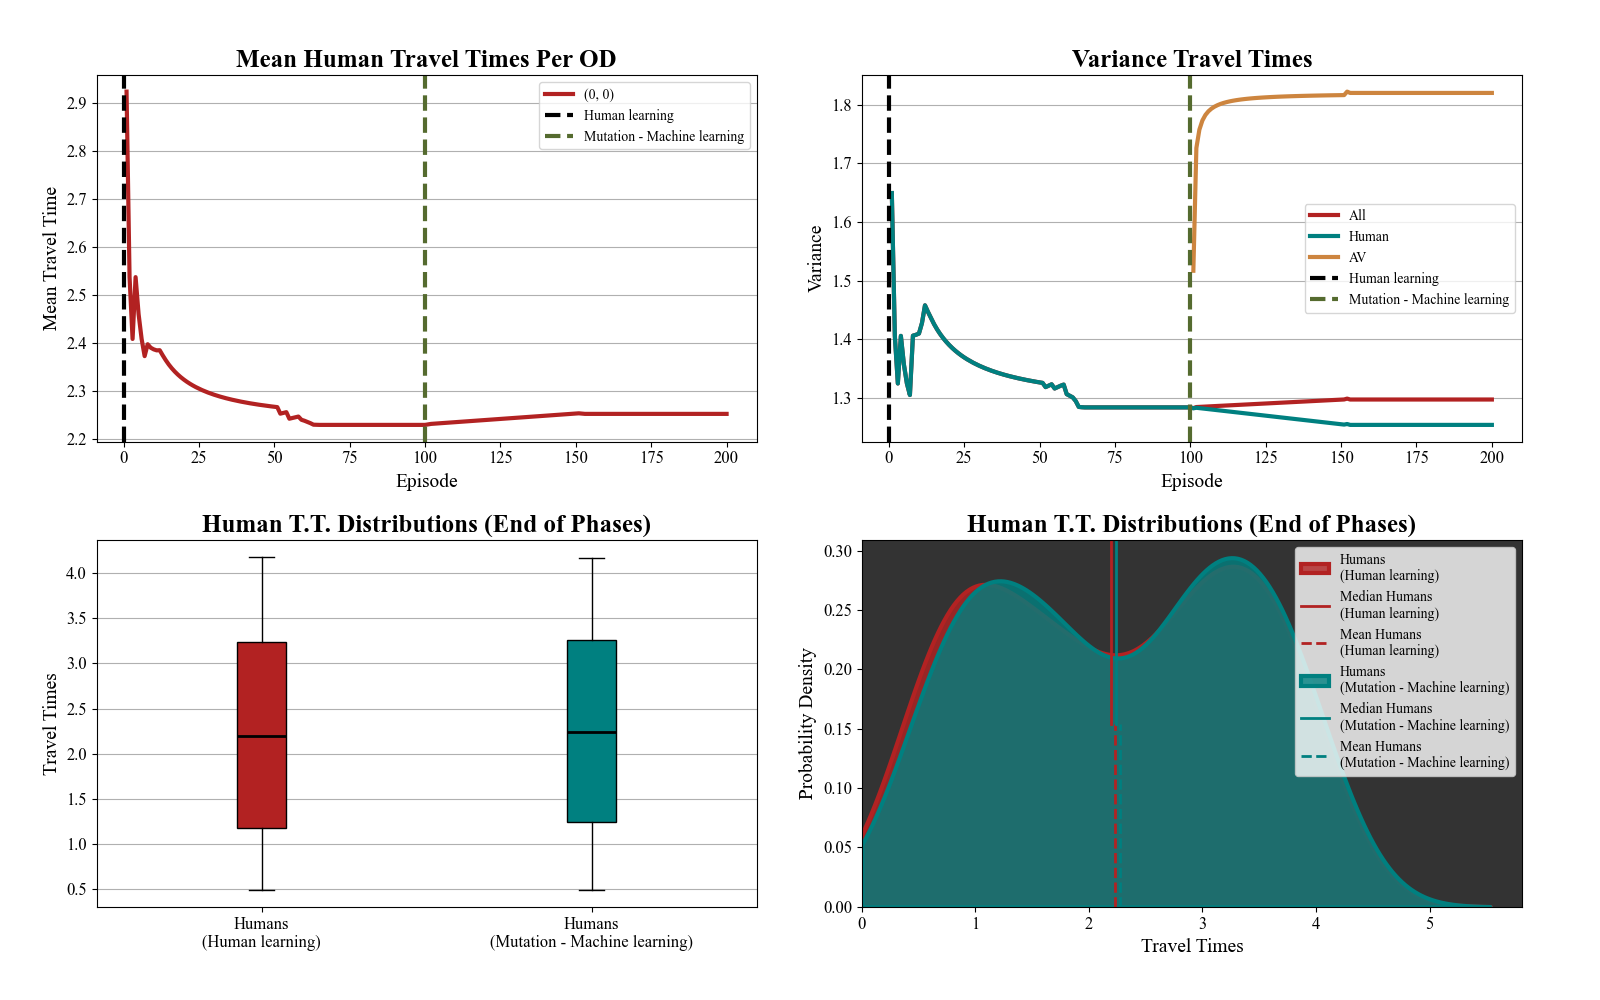 Mean Human Travel Times Per OD
Mean Travel Time
2.9
2.8
2.7
2.6
2.5
2.4
2.3
2.2
(0, 0)
Human learning
Mutation - Machine learning
0 25 50 75 100 125 150 175 200
Episode
Variance Travel Times
Variance
1.8
1.7
1.6
1.5
1.4
1.3
All
Human
AV
Human learning
Mutation - Machine learning
0 25 50 75 100 125 150 175 200
Episode
Human T.T. Distributions (End of Phases)
Travel Times
4.0
3.5
3.0
2.5
2.0
1.5
1.0
0.5
Humans
(Human learning)
Humans
(Mutation - Machine learning)
Human T.T. Distributions (End of Phases)
Probability Density
0.30
0.25
0.20
0.15
0.10
0.05
0.00
Humans
(Human learning)
Median Humans
(Human learning)
Mean Humans
(Human learning)
Humans
(Mutation - Machine learning)
Median Humans
(Mutation - Machine learning)
Mean Humans
(Mutation - Machine learning)
0 1 2 3 4 5
Travel Times